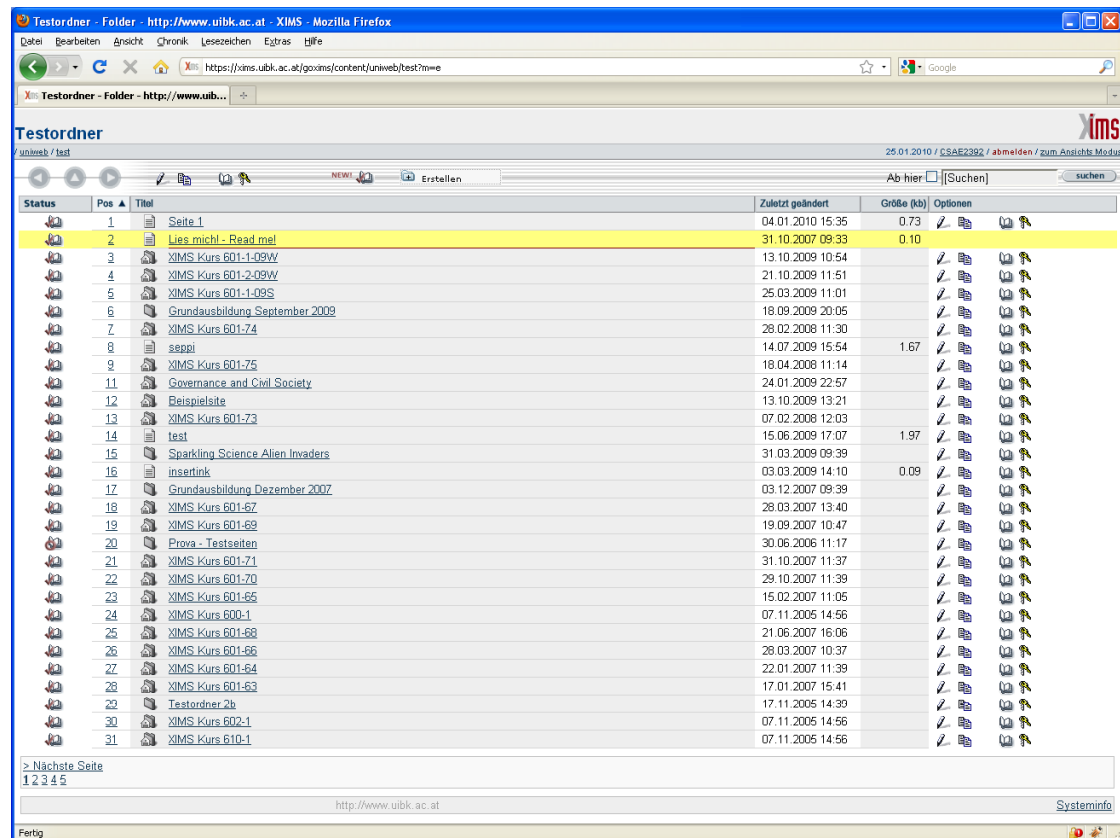 Testordner - Folder - http://www.uibk.ac.at - XIMS - Mozilla Firefox
Datei Bearbeiten Ansicht Chronik Lesezeichen Extras Hilfe
Xims https://xims.uibk.ac.at/goxims/content/uniweb/test?m=e Google
Xims Testordner - Folder - http://www.uib...
Testordner Xims
/ uniweb / test 25.01.2010 / CSAE2392 / abmelden / zum Ansichts Modus
NEW! Erstellen Ab hier [Suchen] suchen
Status Pos ▲ Titel Zuletzt geändert Größe (kb) Optionen
1 Seite 1 04.01.2010 15:35 0.73
2 Lies mich! - Read me! 31.10.2007 09:33 0.10
3 XIMS Kurs 601-1-09W 13.10.2009 10:54
4 XIMS Kurs 601-2-09W 21.10.2009 11:51
5 XIMS Kurs 601-1-09S 25.03.2009 11:01
6 Grundausbildung September 2009 18.09.2009 20:05
7 XIMS Kurs 601-74 28.02.2008 11:30
8 seppi 14.07.2009 15:54 1.67
9 XIMS Kurs 601-75 18.04.2008 11:14
11 Governance and Civil Society 24.01.2009 22:57
12 Beispielsite 13.10.2009 13:21
13 XIMS Kurs 601-73 07.02.2008 12:03
14 test 15.06.2009 17:07 1.97
15 Sparkling Science Alien Invaders 31.03.2009 09:39
16 insertink 03.03.2009 14:10 0.09
17 Grundausbildung Dezember 2007 03.12.2007 09:39
18 XIMS Kurs 601-67 28.03.2007 13:40
19 XIMS Kurs 601-69 19.09.2007 10:47
20 Prova - Testseiten 30.06.2006 11:17
21 XIMS Kurs 601-71 31.10.2007 11:37
22 XIMS Kurs 601-70 29.10.2007 11:39
23 XIMS Kurs 601-65 15.02.2007 11:05
24 XIMS Kurs 600-1 07.11.2005 14:56
25 XIMS Kurs 601-68 21.06.2007 16:06
26 XIMS Kurs 601-66 28.03.2007 10:37
27 XIMS Kurs 601-64 22.01.2007 11:39
28 XIMS Kurs 601-63 17.01.2007 15:41
29 Testordner 2b 17.11.2005 14:39
30 XIMS Kurs 602-1 07.11.2005 14:56
31 XIMS Kurs 610-1 07.11.2005 14:56
> Nächste Seite
1 2 3 4 5
http://www.uibk.ac.at Systeminfo
Fertig